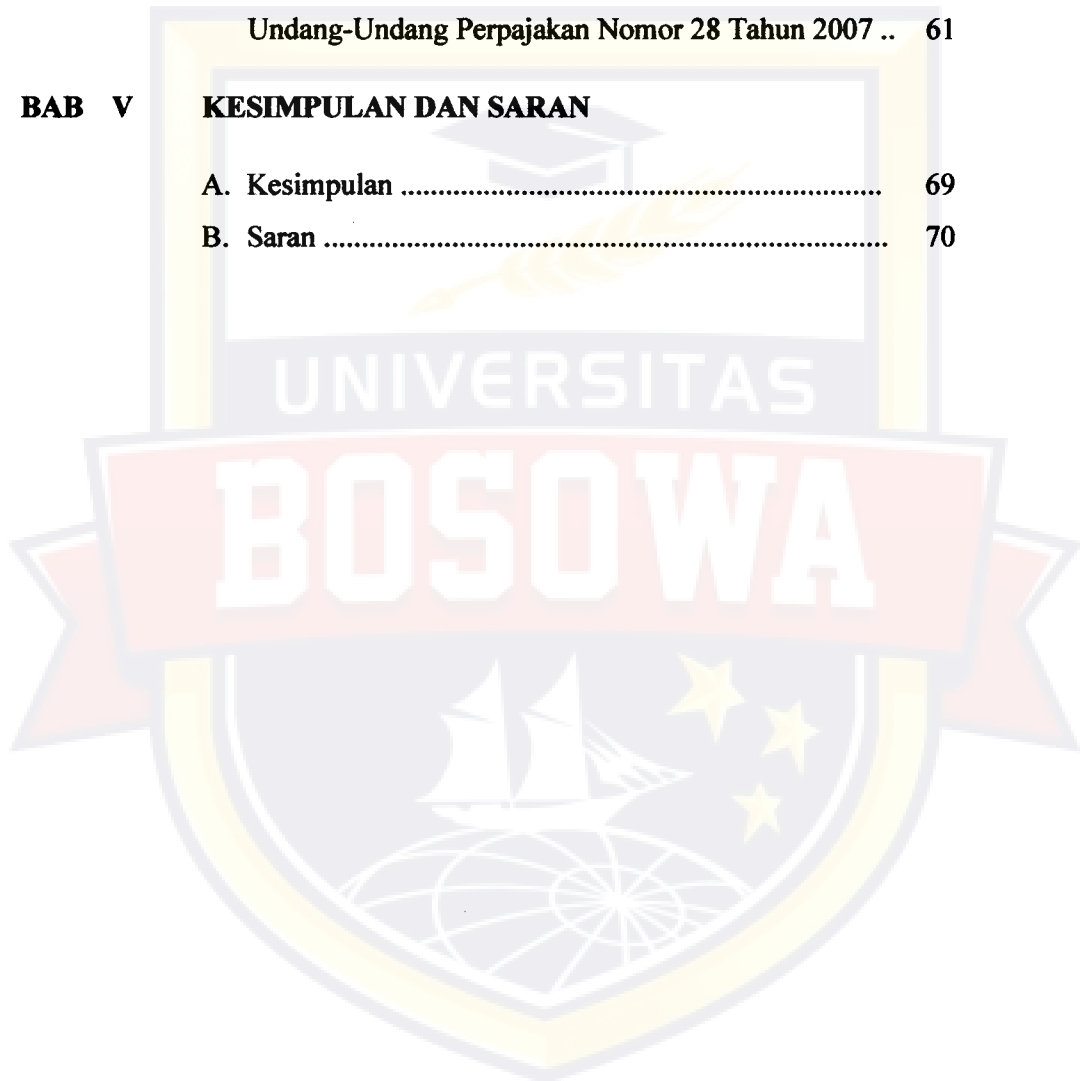 Undang-Undang Perpajakan Nomor 28 Tahun 2007 .. 61
BAB V KESIMPULAN DAN SARAN
A. Kesimpulan ................................................................ 69
B. Saran ........................................................................... 70
UNIVERSITAS
BOSOWA